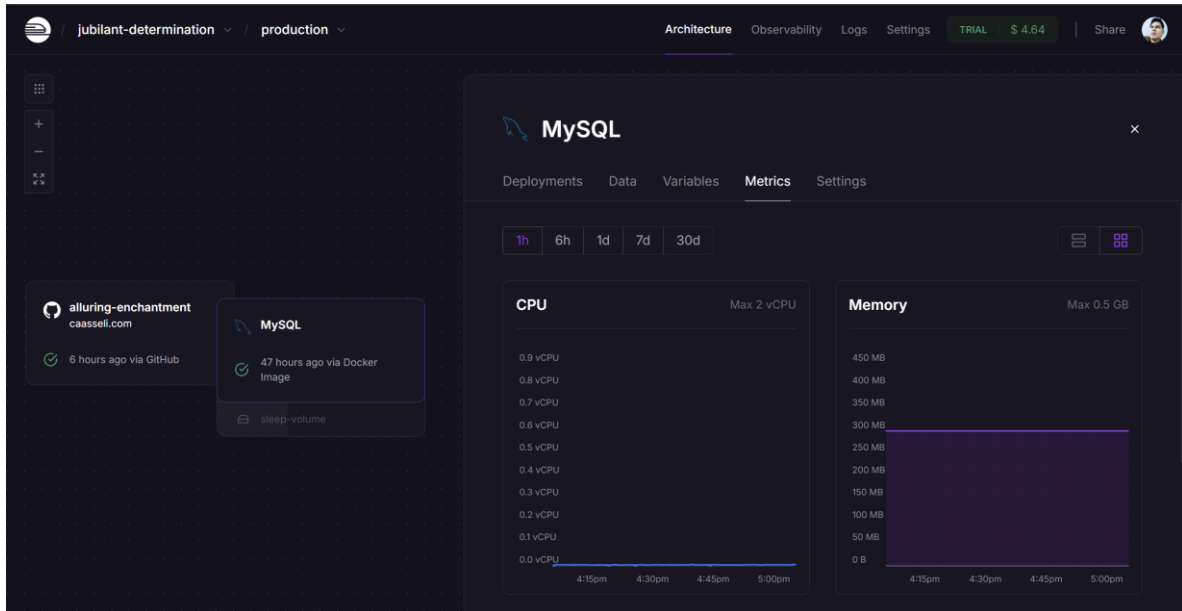 / jubilant-determination / production
Architecture Observability Logs Settings TRIAL $ 4.64 Share
MySQL
Deployments Data Variables Metrics Settings
1h 6h 1d 7d 30d
alluring-enchantment
caasseli.com
6 hours ago via GitHub
MySQL
47 hours ago via Docker
Image
sleep-volume
CPU Max 2 vCPU
0.9 vCPU
0.8 vCPU
0.7 vCPU
0.6 vCPU
0.5 vCPU
0.4 vCPU
0.3 vCPU
0.2 vCPU
0.1 vCPU
0.0 vCPU
4:15pm 4:30pm 4:45pm 5:00pm
Memory Max 0.5 GB
450 MB
400 MB
350 MB
300 MB
250 MB
200 MB
150 MB
100 MB
50 MB
0 B
4:15pm 4:30pm 4:45pm 5:00pm